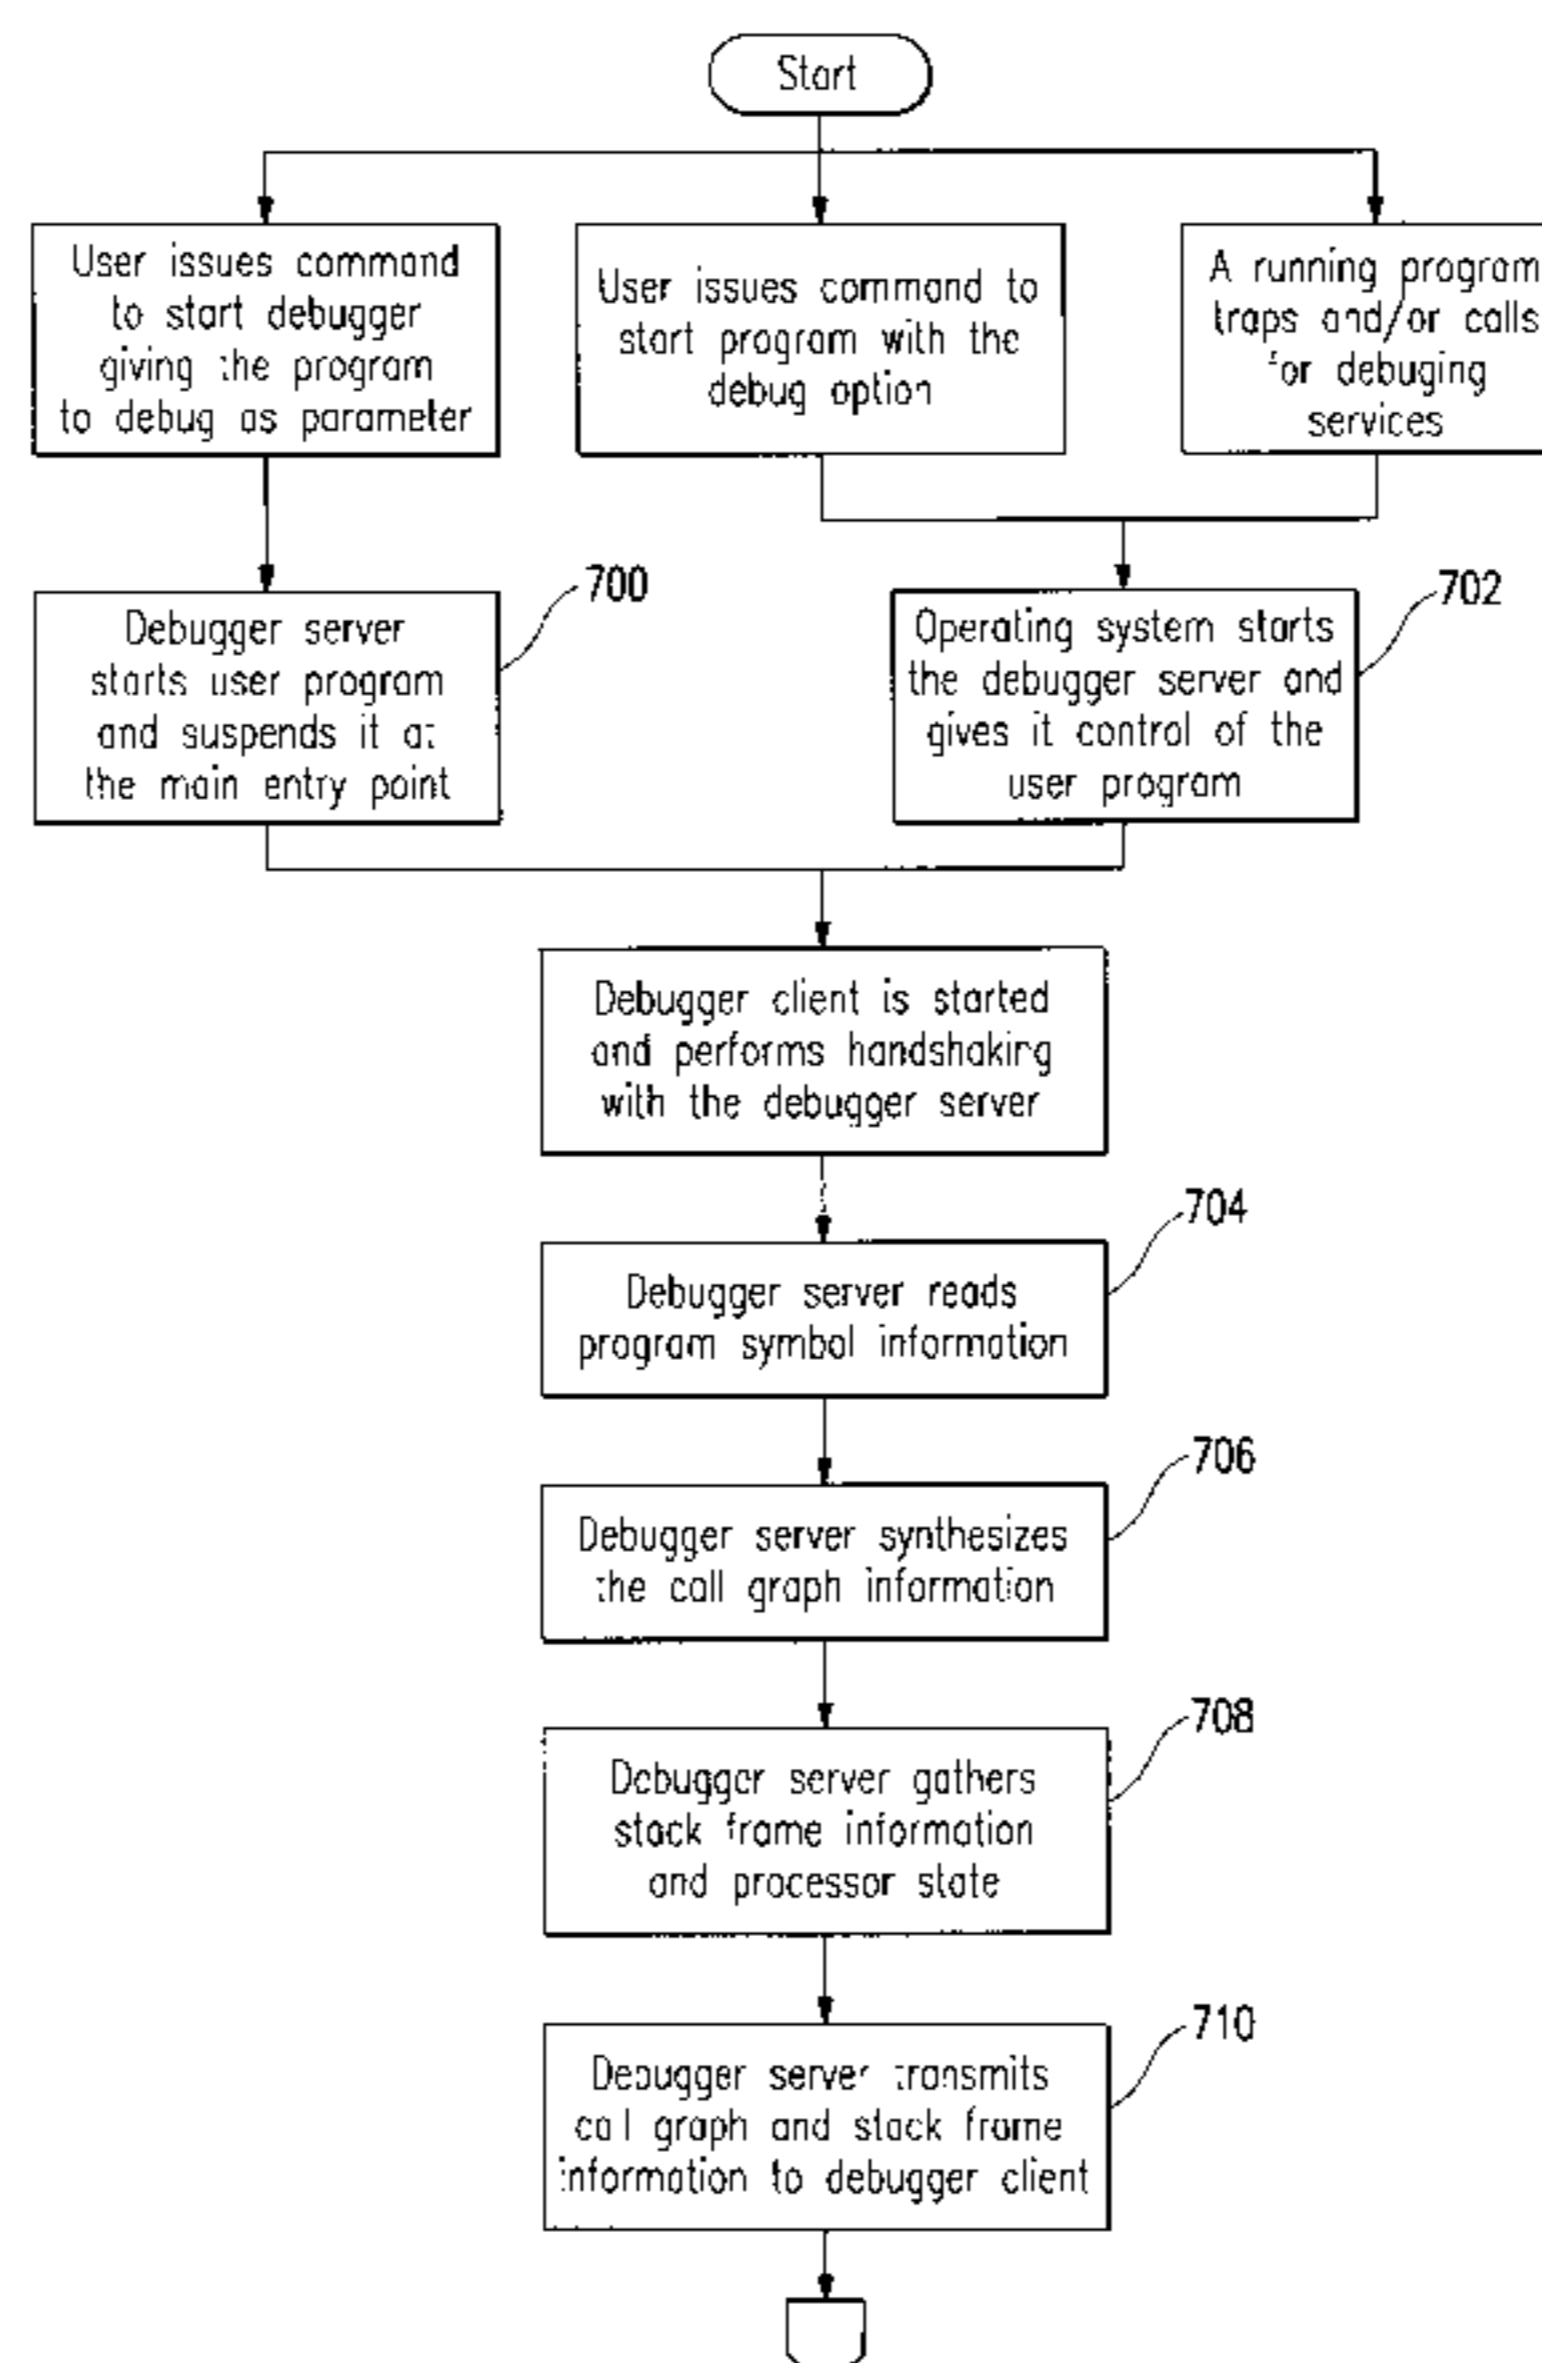 Start
User issues command
to start debugger
giving the program
to debug as parameter
User issues command to
start program with the
debug option
A running program
traps and/or calls
for debuging
services
700
Debugger server
starts user program
and suspends it at
the main entry point
702
Operating system starts
the debugger server and
gives it control of the
user program
Debugger client is started
and performs handshaking
with the debugger server
704
Debugger server reads
program symbol information
706
Debugger server synthesizes
the call graph information
708
Debugger server gathers
stack frame information
and processor state
710
Debugger server transmits
call graph and stack frame
information to debugger client